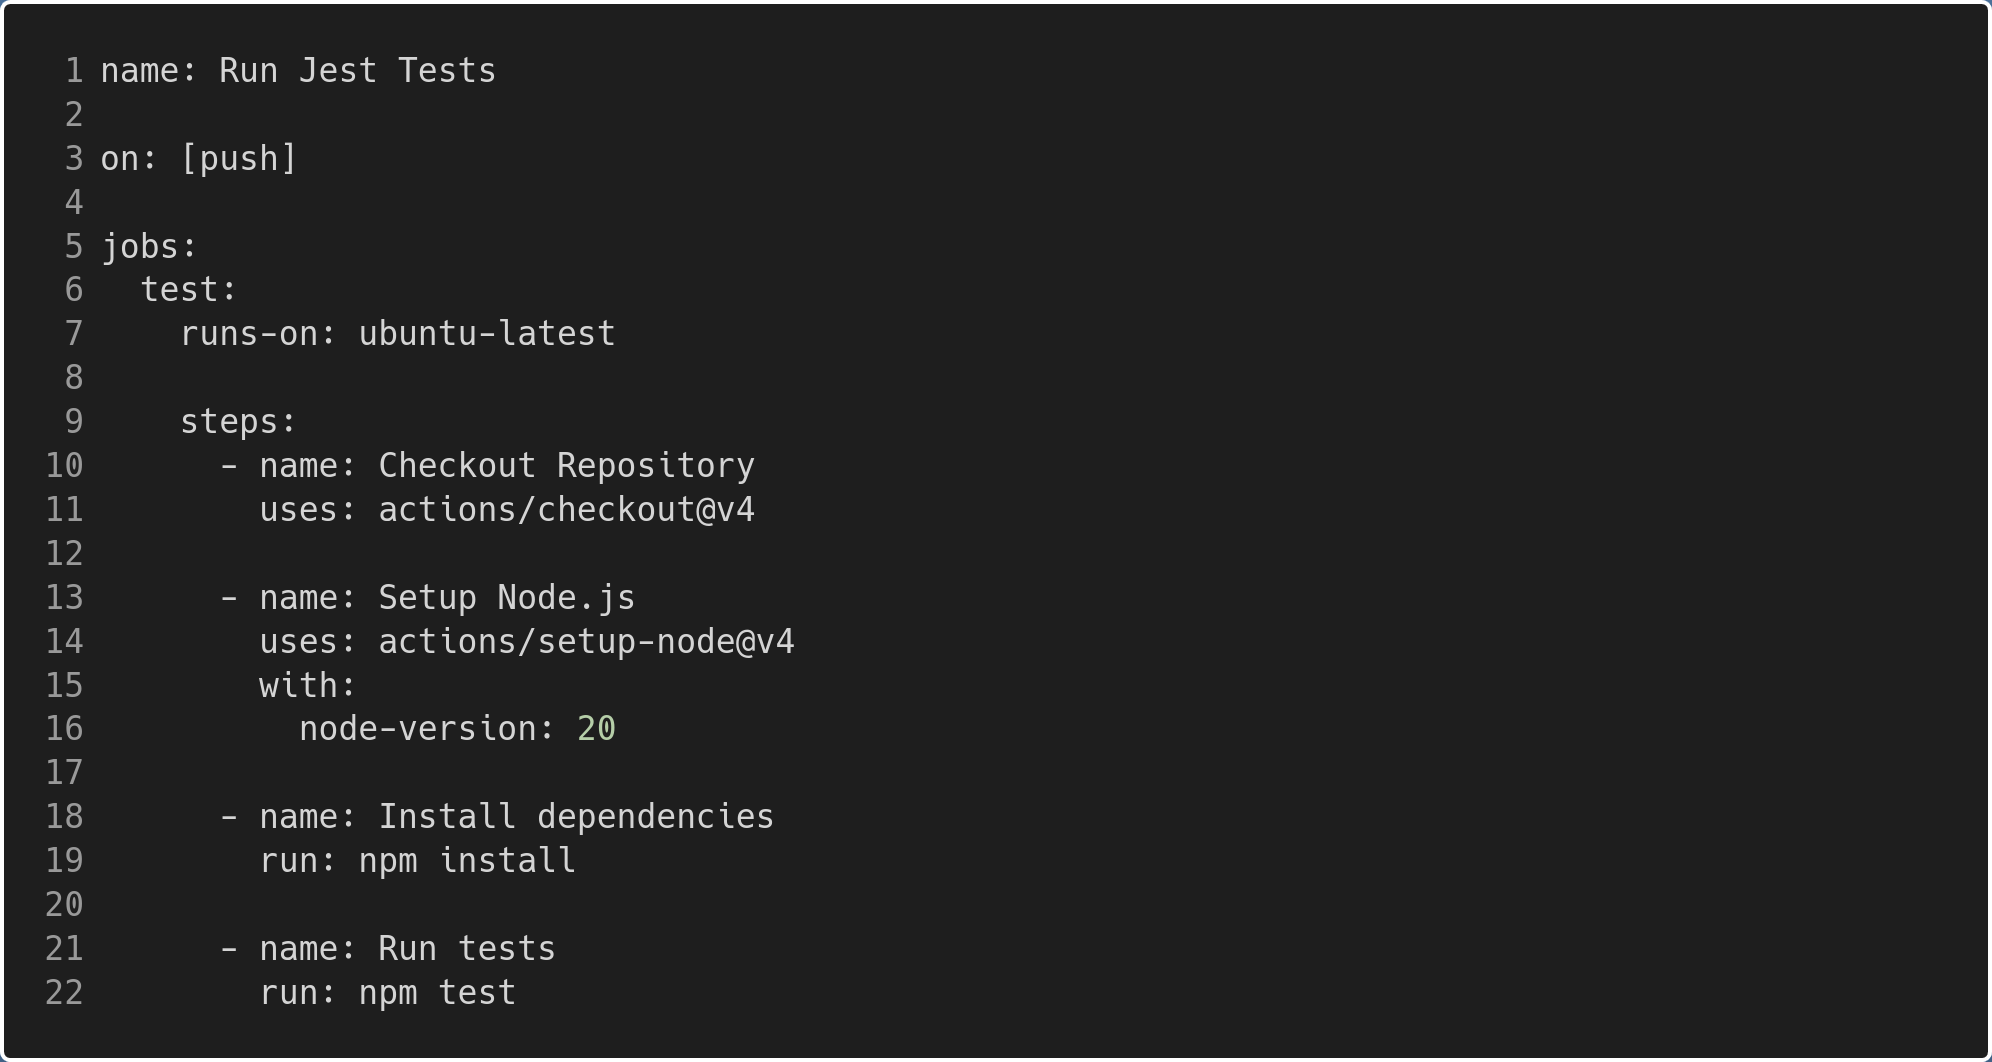 1 name: Run Jest Tests
2
3 on: [push]
4
5 jobs:
6   test:
7     runs-on: ubuntu-latest
8
9     steps:
10       - name: Checkout Repository
11         uses: actions/checkout@v4
12
13       - name: Setup Node.js
14         uses: actions/setup-node@v4
15         with:
16           node-version: 20
17
18       - name: Install dependencies
19         run: npm install
20
21       - name: Run tests
22         run: npm test